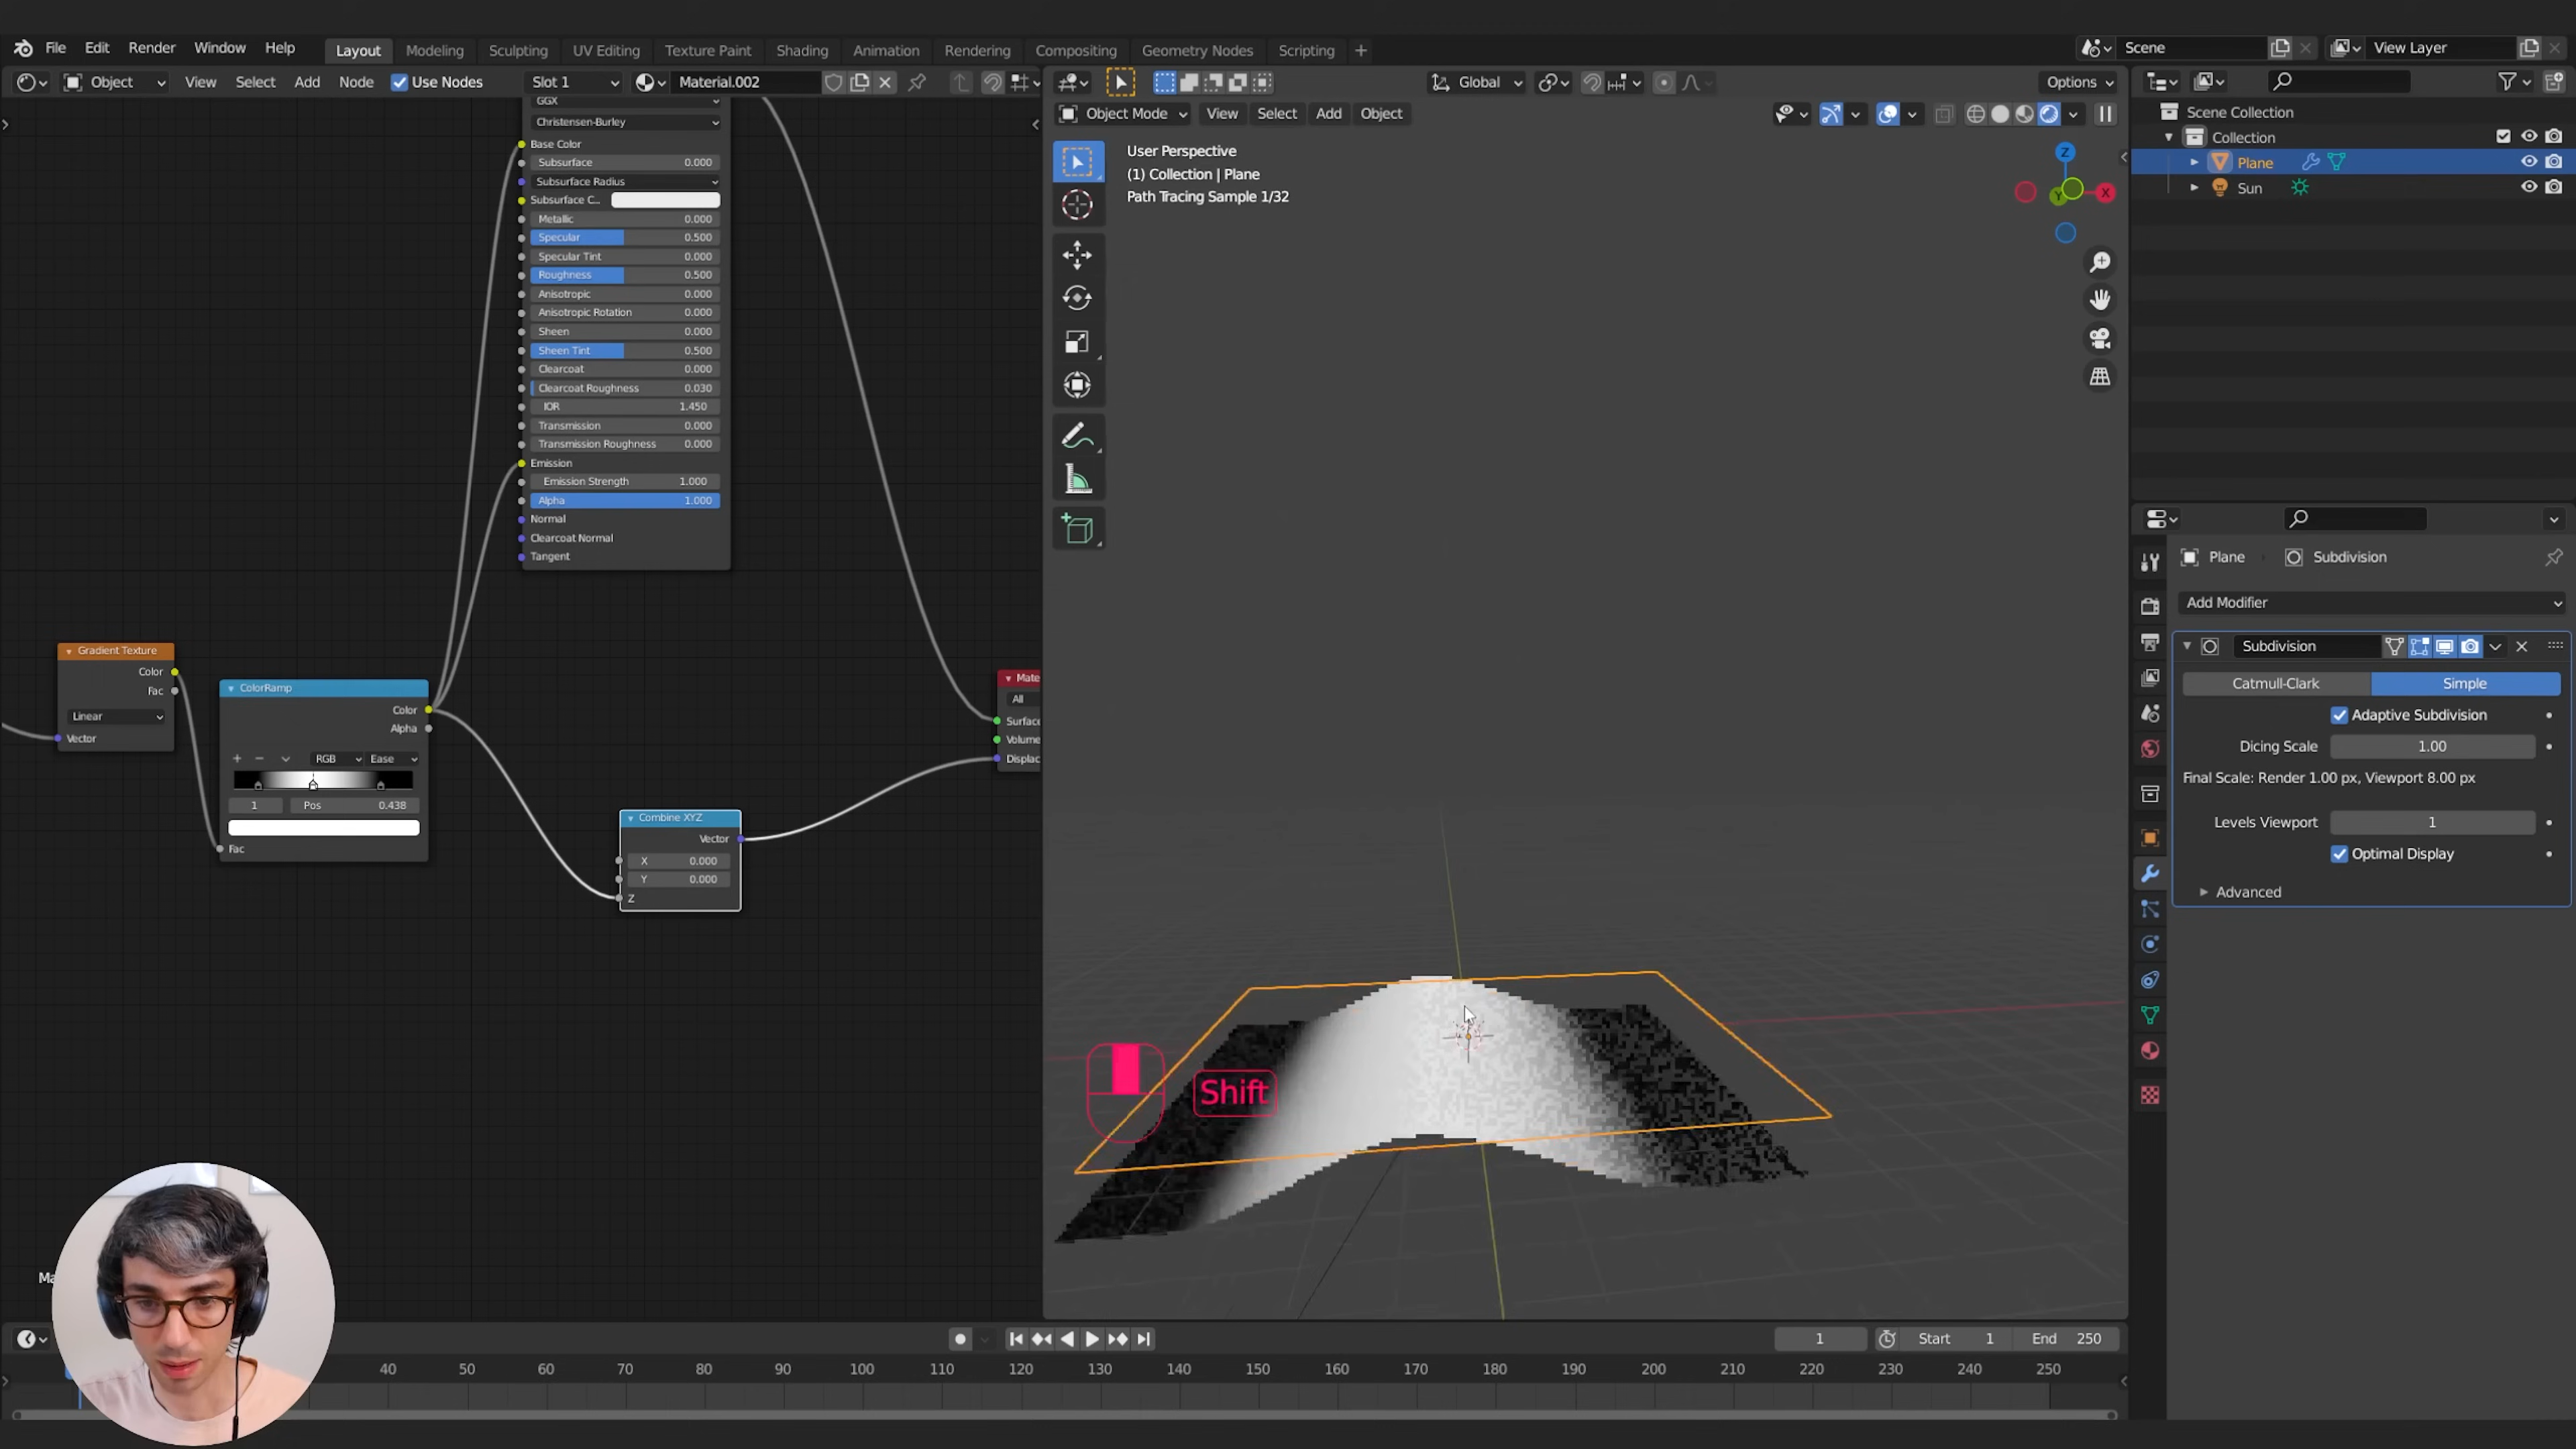 File Edit Render Window Help Layout Modeling Sculpting UV Editing Texture Paint Shading Animation Rendering Compositing Geometry Nodes Scripting +
Scene View Layer
Object View Select Add Node Use Nodes Slot 1 Material.002
Global Options
Object Mode View Select Add Object
User Perspective
(1) Collection | Plane
Path Tracing Sample 1/32
Z
X
Y
GGX
Christensen-Burley
Base Color
Subsurface 0.000
Subsurface Radius
Subsurface C..
Metallic 0.000
Specular 0.500
Specular Tint 0.000
Roughness 0.500
Anisotropic 0.000
Anisotropic Rotation 0.000
Sheen 0.000
Sheen Tint 0.500
Clearcoat 0.000
Clearcoat Roughness 0.030
IOR 1.450
Transmission 0.000
Transmission Roughness 0.000
Emission
Emission Strength 1.000
Alpha 1.000
Normal
Clearcoat Normal
Tangent
Gradient Texture
Color
Fac
Linear
Vector
ColorRamp
Color
Alpha
RGB Ease
1 Pos 0.438
Fac
Combine XYZ
Vector
X 0.000
Y 0.000
Z
Mate
All
Surface
Volume
Displac
Shift
Scene Collection
Collection
Plane
Sun
Plane Subdivision
Add Modifier
Subdivision
Catmull-Clark Simple
Adaptive Subdivision
Dicing Scale 1.00
Final Scale: Render 1.00 px, Viewport 8.00 px
Levels Viewport 1
Optimal Display
Advanced
Ma
1 Start 1 End 250
40 50 60 70 80 90 100 110 120 130 140 150 160 170 180 190 200 210 220 230 240 250